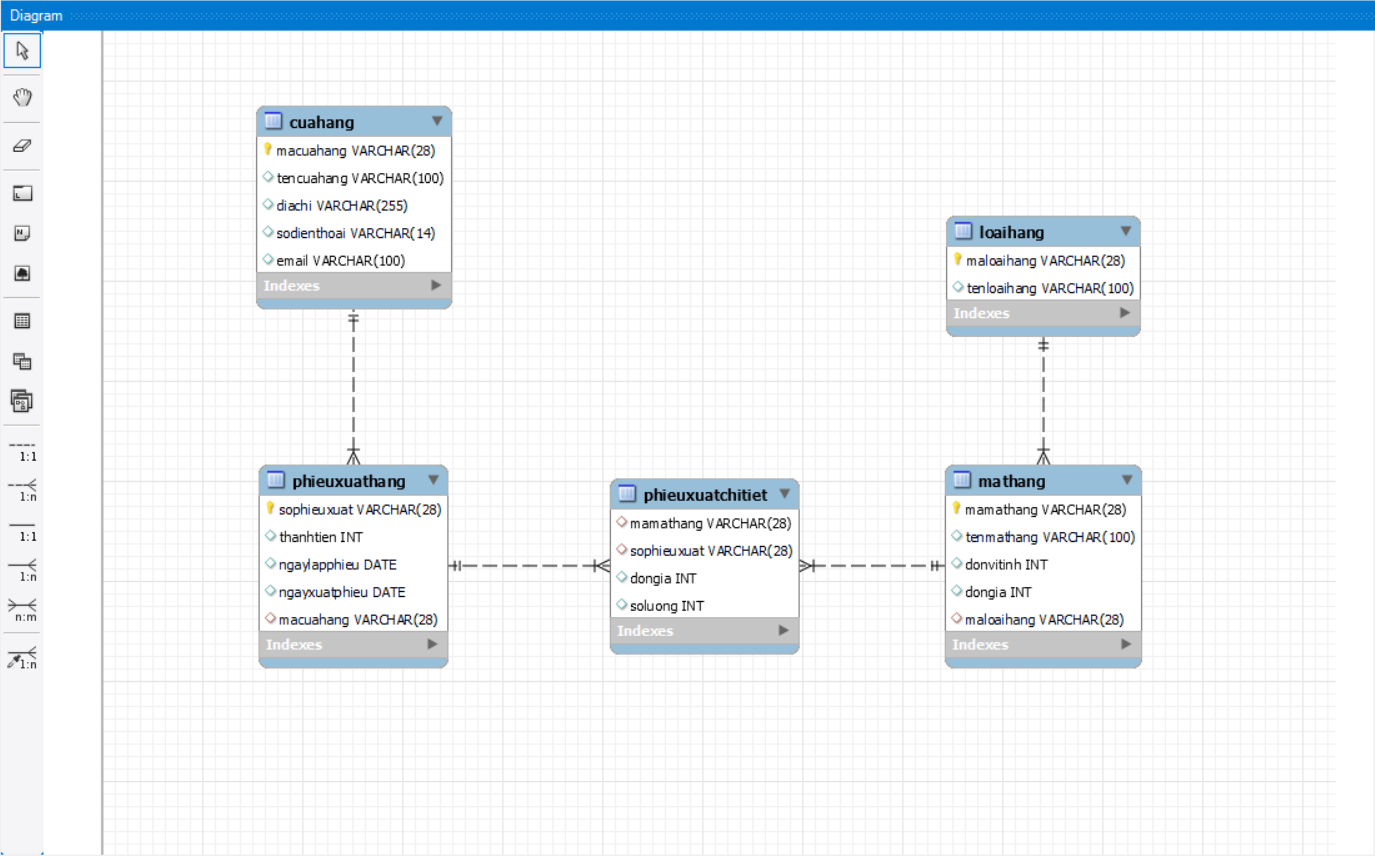 Diagram
cuahang
macuahang VARCHAR(28)
tencuahang VARCHAR(100)
diachi VARCHAR(255)
sodienthoai VARCHAR(14)
email VARCHAR(100)
Indexes
loaihang
maloaihang VARCHAR(28)
tenloaihang VARCHAR(100)
Indexes
phieuxuathang
sophieuxuat VARCHAR(28)
thanhtien INT
ngaylapphieu DATE
ngayxuatphieu DATE
macuahang VARCHAR(28)
Indexes
phieuxuatchitiet
mamathang VARCHAR(28)
sophieuxuat VARCHAR(28)
dongia INT
soluong INT
Indexes
mathang
mamathang VARCHAR(28)
tenmathang VARCHAR(100)
donvitinh INT
dongia INT
maloaihang VARCHAR(28)
Indexes
1:1
1:n
1:1
1:n
n:m
1:n